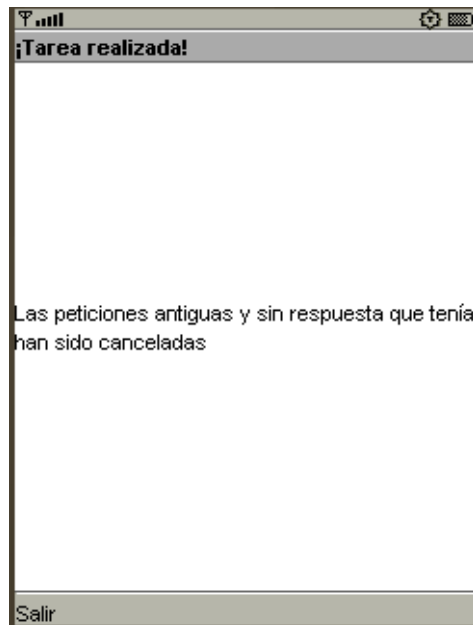 ¡Tarea realizada!
Las peticiones antiguas y sin respuesta que tenía
han sido canceladas
Salir